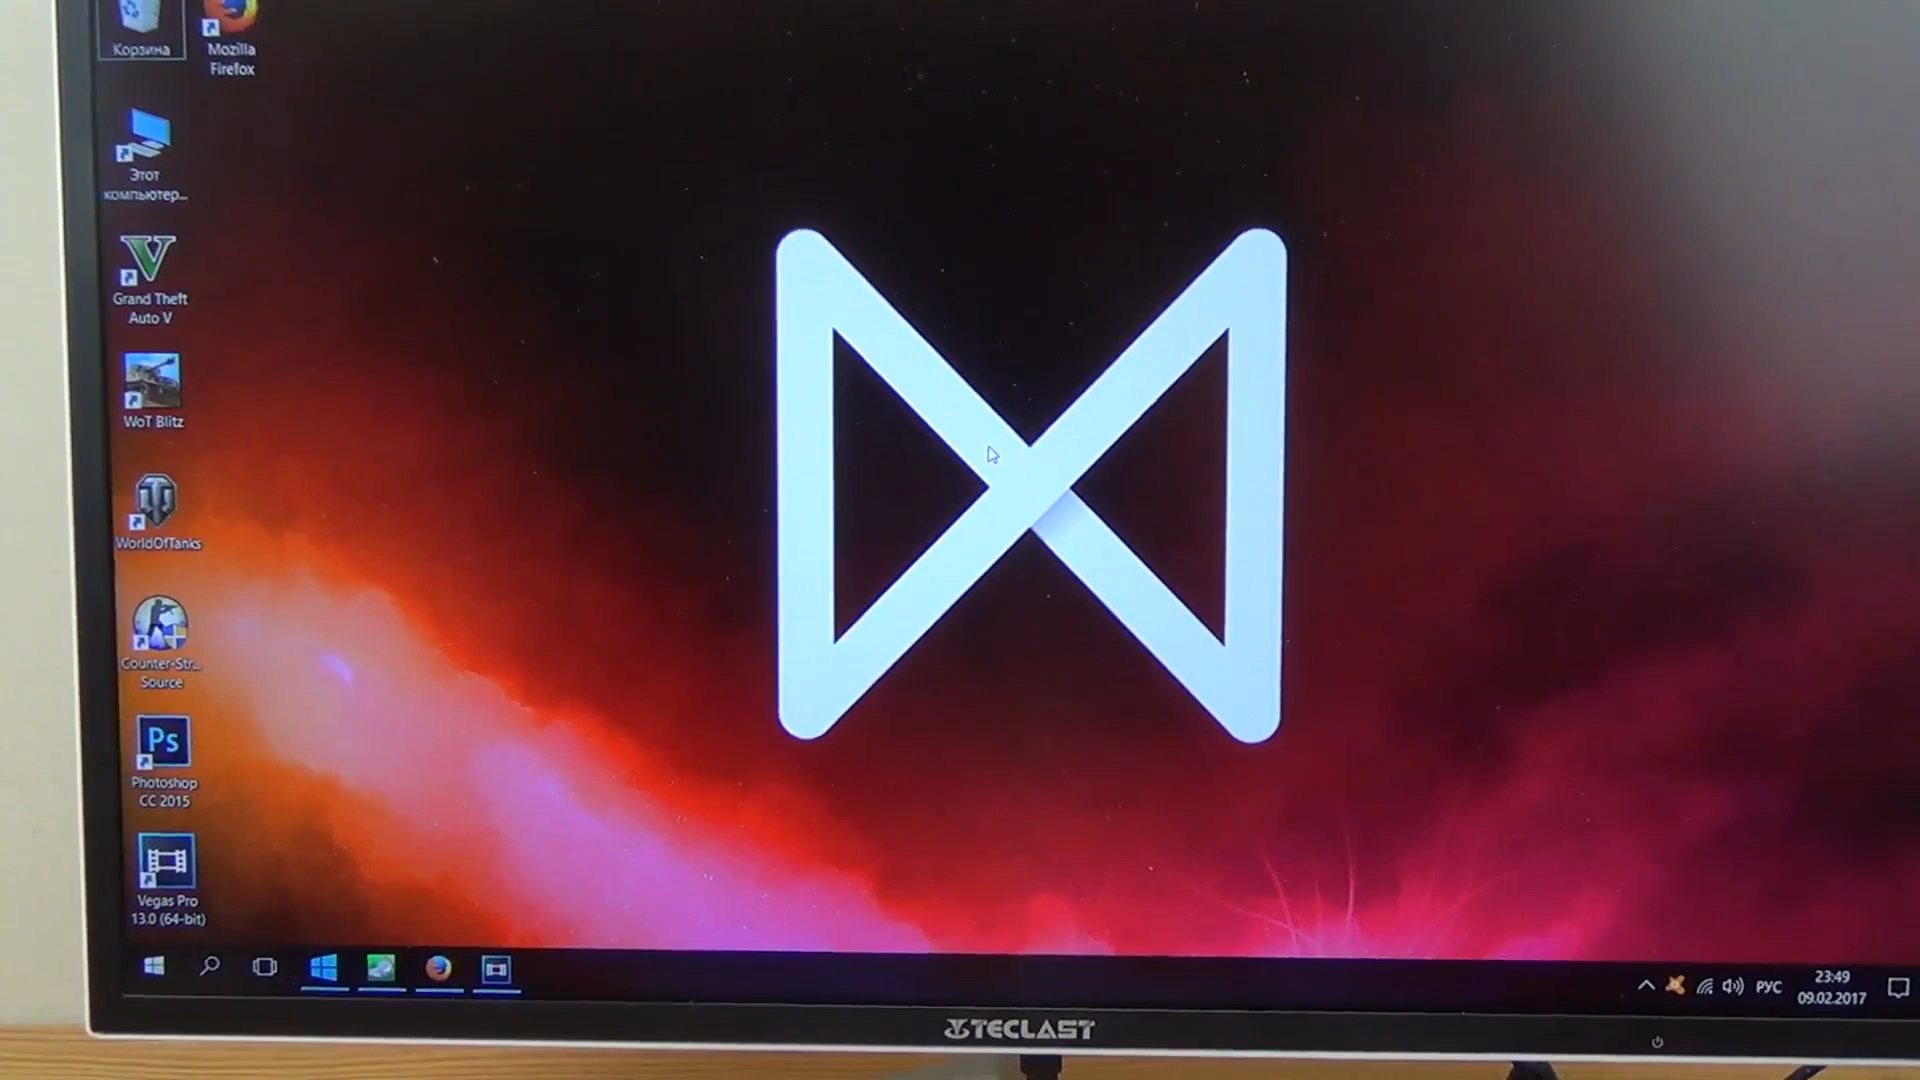 Корзина
Mozilla
Firefox
Этот
компьютер...
Grand Theft
Auto V
WoT Blitz
WorldOfTanks
Counter-Str...
Source
Ps
Photoshop
CC 2015
Vegas Pro
13.0 (64-bit)
РУС
23:49
09.02.2017
TECLAST